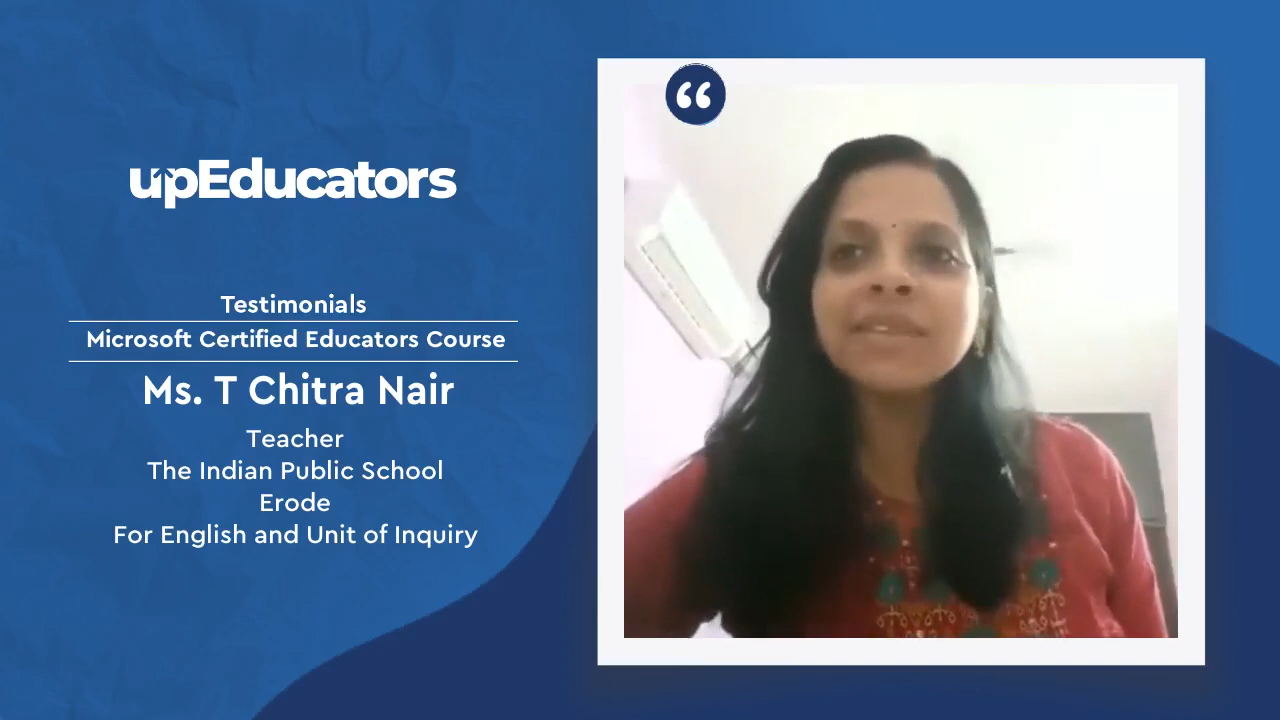 upEducators
Testimonials
Microsoft Certified Educators Course
Ms. T Chitra Nair
Teacher
The Indian Public School
Erode
For English and Unit of Inquiry